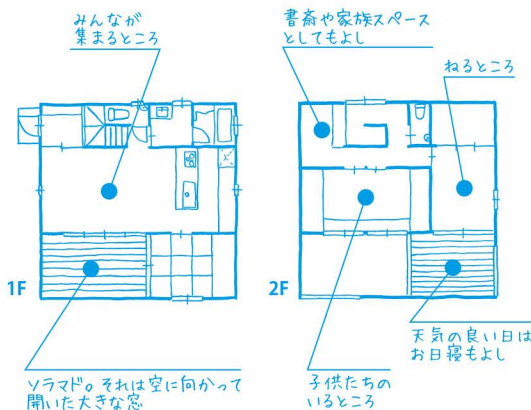 みんなが
集まるところ
書斎や家族スペース
としてもよし
ねるところ
1F
2F
ソラマド。それは空に向かって
開いた大きな窓
子供たちの
いるところ
天気の良い日は
お日寝もよし